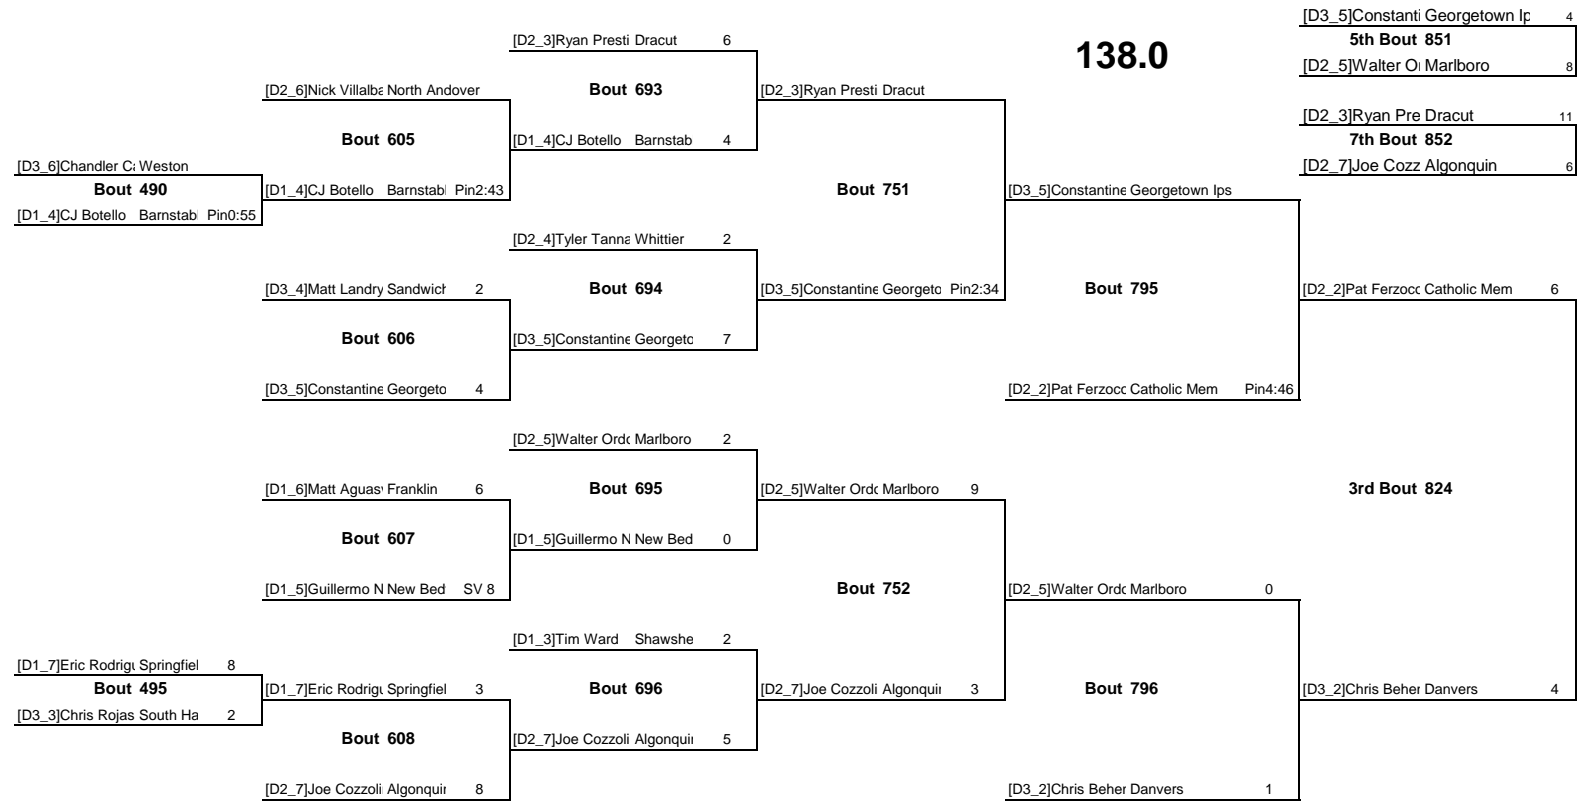 [D3_5]Constanti Georgetown Ip 4
[D2_3]Ryan Presti Dracut 6
138.0
5th Bout 851
[D2_5]Walter O Marlboro 8
[D2_6]Nick Villalba North Andover
Bout 693
[D2_3]Ryan Presti Dracut
[D2_3]Ryan Pre Dracut 11
Bout 605
[D1_4]CJ Botello Barnstab 4
7th Bout 852
[D3_6]Chandler Ca Weston
[D2_7]Joe Cozz Algonquin 6
Bout 490
[D1_4]CJ Botello Barnstabl Pin2:43
Bout 751
[D3_5]Constantine Georgetown Ips
[D1_4]CJ Botello Barnstab Pin0:55
[D2_4]Tyler Tanna Whittier 2
[D3_4]Matt Landry Sandwich 2
Bout 694
[D3_5]Constantine Georgeto Pin2:34
Bout 795
[D2_2]Pat Ferzocc Catholic Mem 6
Bout 606
[D3_5]Constantine Georgeto 7
[D3_5]Constantine Georgeto 4
[D2_2]Pat Ferzocc Catholic Mem Pin4:46
[D2_5]Walter Ordo Marlboro 2
[D1_6]Matt Aguas Franklin 6
Bout 695
[D2_5]Walter Ordo Marlboro 9
3rd Bout 824
Bout 607
[D1_5]Guillermo N New Bed 0
[D1_5]Guillermo N New Bed SV 8
Bout 752
[D2_5]Walter Ordo Marlboro 0
[D1_3]Tim Ward Shawshe 2
[D1_7]Eric Rodrigu Springfiel 8
Bout 495
[D1_7]Eric Rodrigu Springfiel 3
Bout 696
[D2_7]Joe Cozzoli Algonquin 3
Bout 796
[D3_2]Chris Beher Danvers 4
[D3_3]Chris Rojas South Ha 2
Bout 608
[D2_7]Joe Cozzoli Algonquin 5
[D2_7]Joe Cozzoli Algonquin 8
[D3_2]Chris Beher Danvers 1